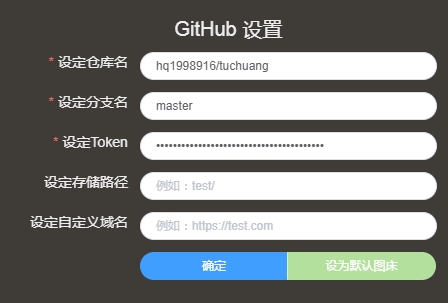 GitHub 设置
* 设定仓库名 hq1998916/tuchuang
* 设定分支名 master
* 设定Token ••••••••••••••••••••••••••••••••••••••••
设定存储路径 例如：test/
设定自定义域名 例如：https://test.com
确定 设为默认图床